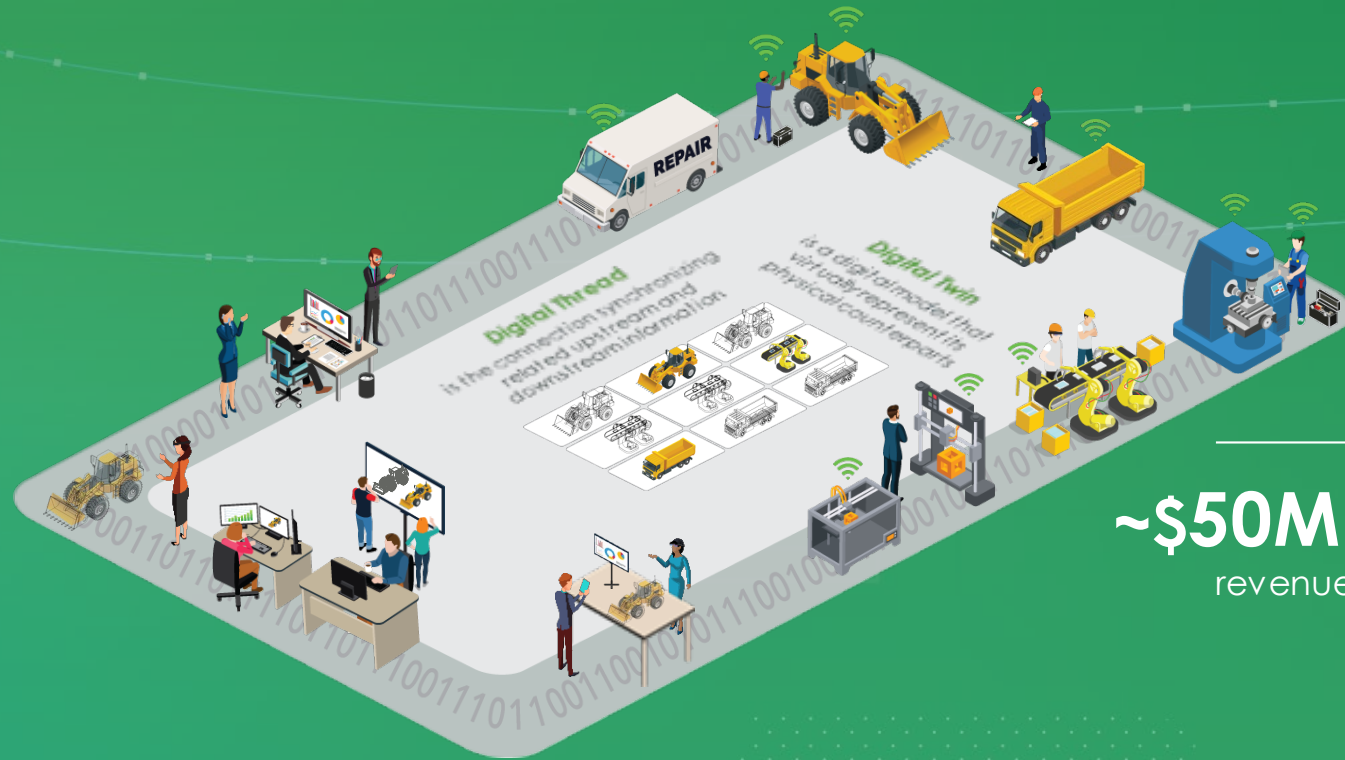 REPAIR
Digital Thread
is the connection synchronizing
related upstream and
downstream information
Digital Twin
is a digital model that
virtually represent its
physical counterparts
~$50M
revenue